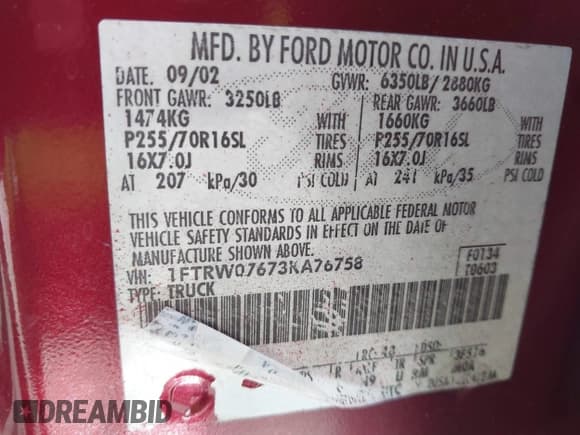 MFD. BY FORD MOTOR CO. IN U.S.A.
DATE: 09/02 GVWR: 6350LB/ 2880KG
FRONT GAWR: 3250LB REAR GAWR: 3660LB
1474KG WITH 1660KG WITH
P255/70R16SL TIRES P255/70R16SL TIRES
16X7.0J RIMS 16X7.0J RIMS
AT 207 kPa/30 PSI COLD AT 241 kPa/35 PSI COLD
THIS VEHICLE CONFORMS TO ALL APPLICABLE FEDERAL MOTOR
VEHICLE SAFETY STANDARDS IN EFFECT ON THE DATE OF
MANUFACTURE SHOWN ABOVE.
VIN: 1FTRW07673KA76758 F0134
TYPE: TRUCK T0603
DREAMBID